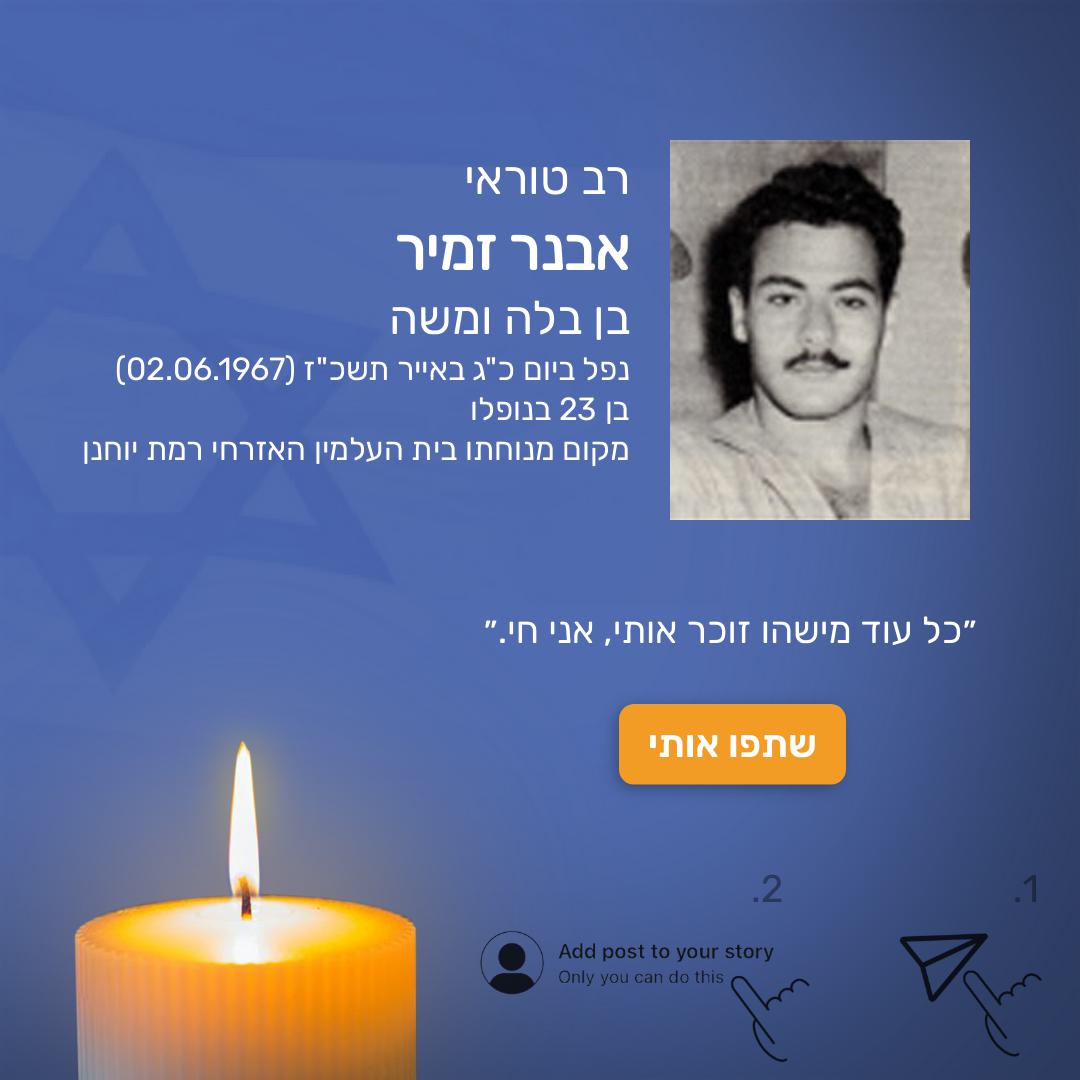 רב טוראי
אבנר זמיר
בן בלה ומשה
נפל ביום כ"ג באייר תשכ"ז (02.06.1967)
בן 23 בנופלו
מקום מנוחתו בית העלמין האזרחי רמת יוחנן
״כל עוד מישהו זוכר אותי, אני חי.״
שתפו אותי
1.
2.
Add post to your story
Only you can do this